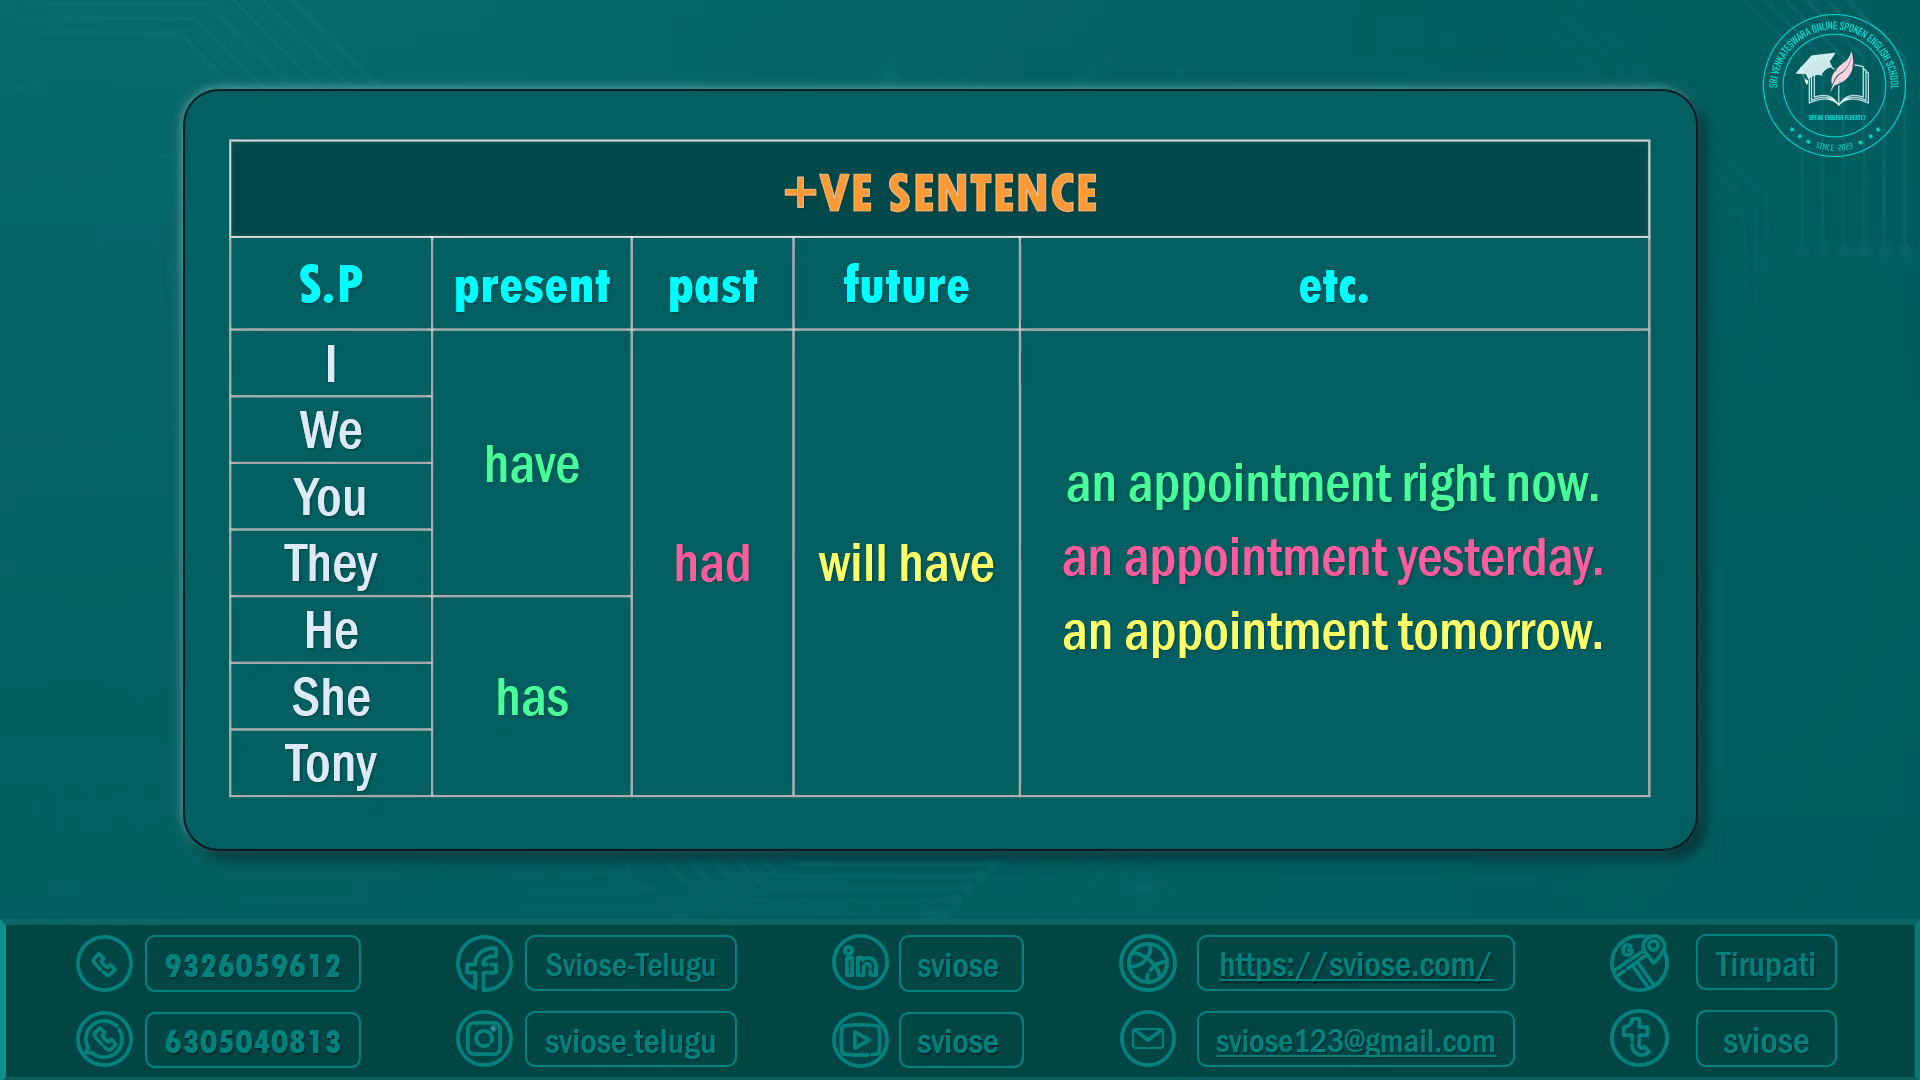 SRI VENKATESWARA ONLINE SPOKEN ENGLISH SCHOOL
SPEAK ENGLISH FLUENTLY
SINCE -2023
+VE SENTENCE
S.P present past future etc.
I
We
You
They
He
She
Tony
have
has
had
will have
an appointment right now.
an appointment yesterday.
an appointment tomorrow.
9326059612 Sviose-Telugu sviose https://sviose.com/ Tirupati
6305040813 sviose_telugu sviose sviose123@gmail.com sviose